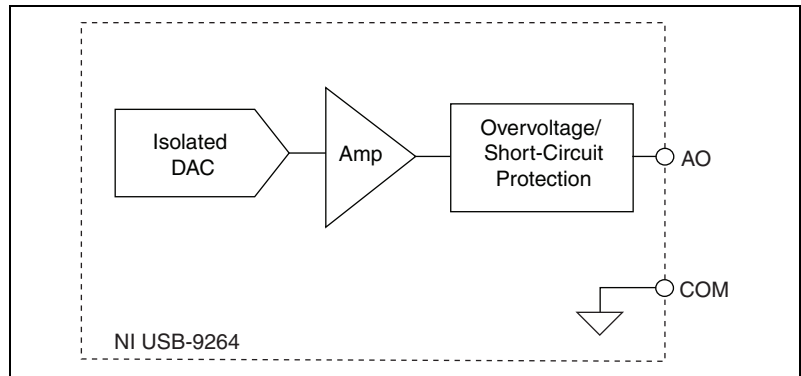 Isolated
DAC
Amp
Overvoltage/
Short-Circuit
Protection
AO
COM
NI USB-9264